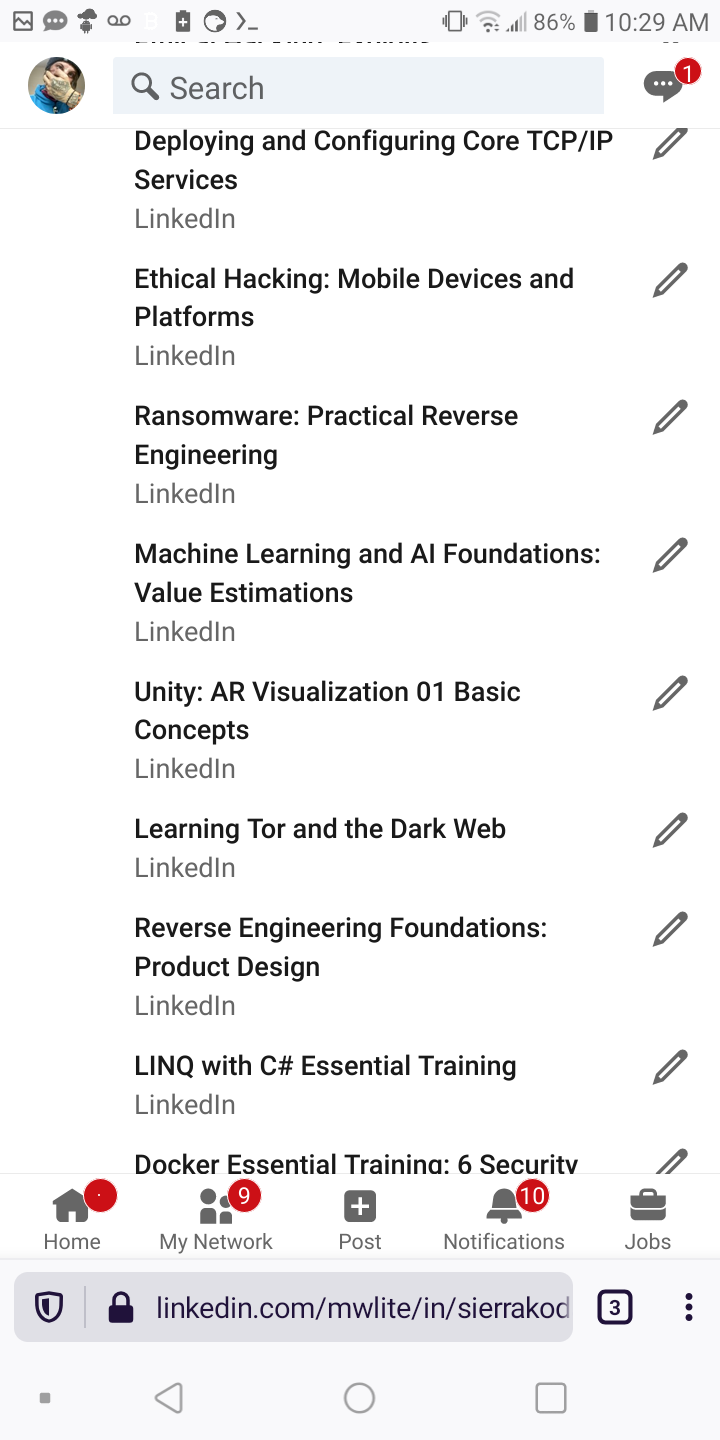 86% 10:29 AM
Search
1
Deploying and Configuring Core TCP/IP
Services
LinkedIn
Ethical Hacking: Mobile Devices and
Platforms
LinkedIn
Ransomware: Practical Reverse
Engineering
LinkedIn
Machine Learning and AI Foundations:
Value Estimations
LinkedIn
Unity: AR Visualization 01 Basic
Concepts
LinkedIn
Learning Tor and the Dark Web
LinkedIn
Reverse Engineering Foundations:
Product Design
LinkedIn
LINQ with C# Essential Training
LinkedIn
Docker Essential Training: 6 Security
9
10
Home My Network Post Notifications Jobs
linkedin.com/mwlite/in/sierrakod
3